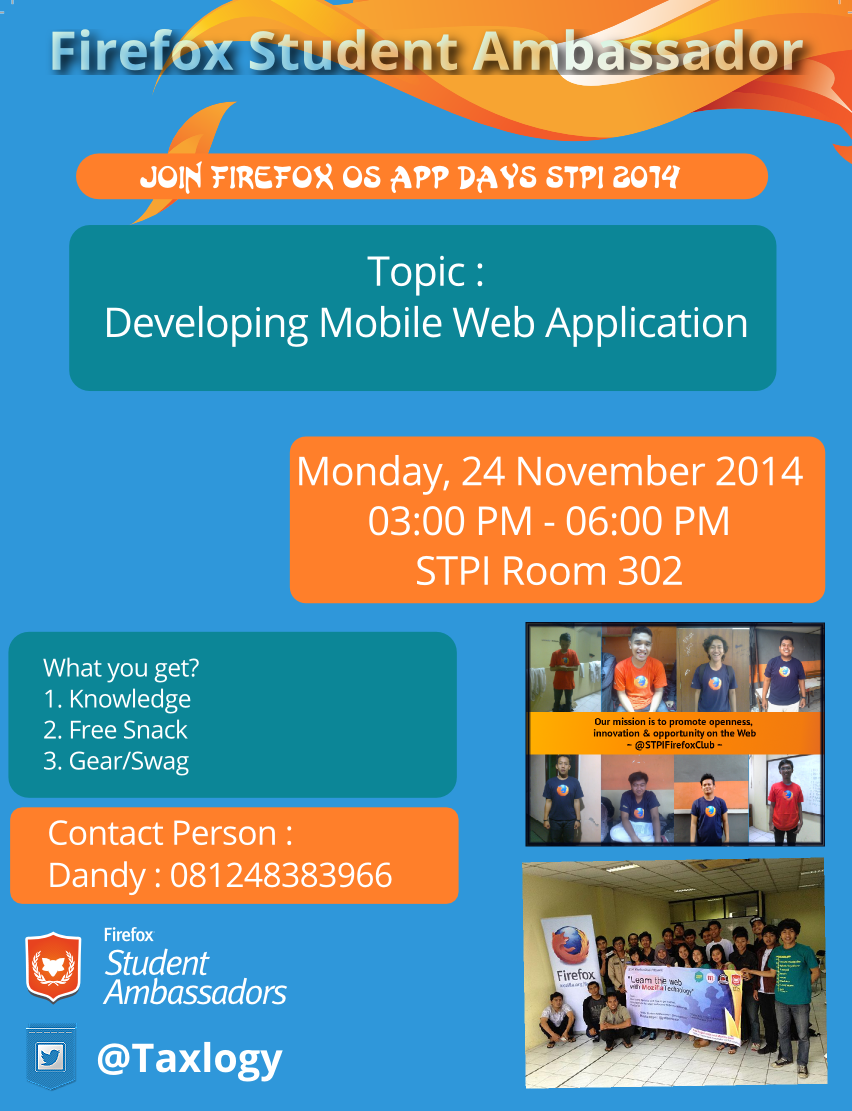 Firefox Student Ambassador
JOIN FIREFOX OS APP DAYS STPI 2014
Topic :
Developing Mobile Web Application
Monday, 24 November 2014
03:00 PM - 06:00 PM
STPI Room 302
What you get?
1. Knowledge
2. Free Snack
3. Gear/Swag
Our mission is to promote openness,
innovation & opportunity on the Web
~ @STPIFirefoxClub ~
Contact Person :
Dandy : 081248383966
Firefox
Student
Ambassadors
@Taxlogy
Firefox
"Learn the web
with Mozilla Technology"